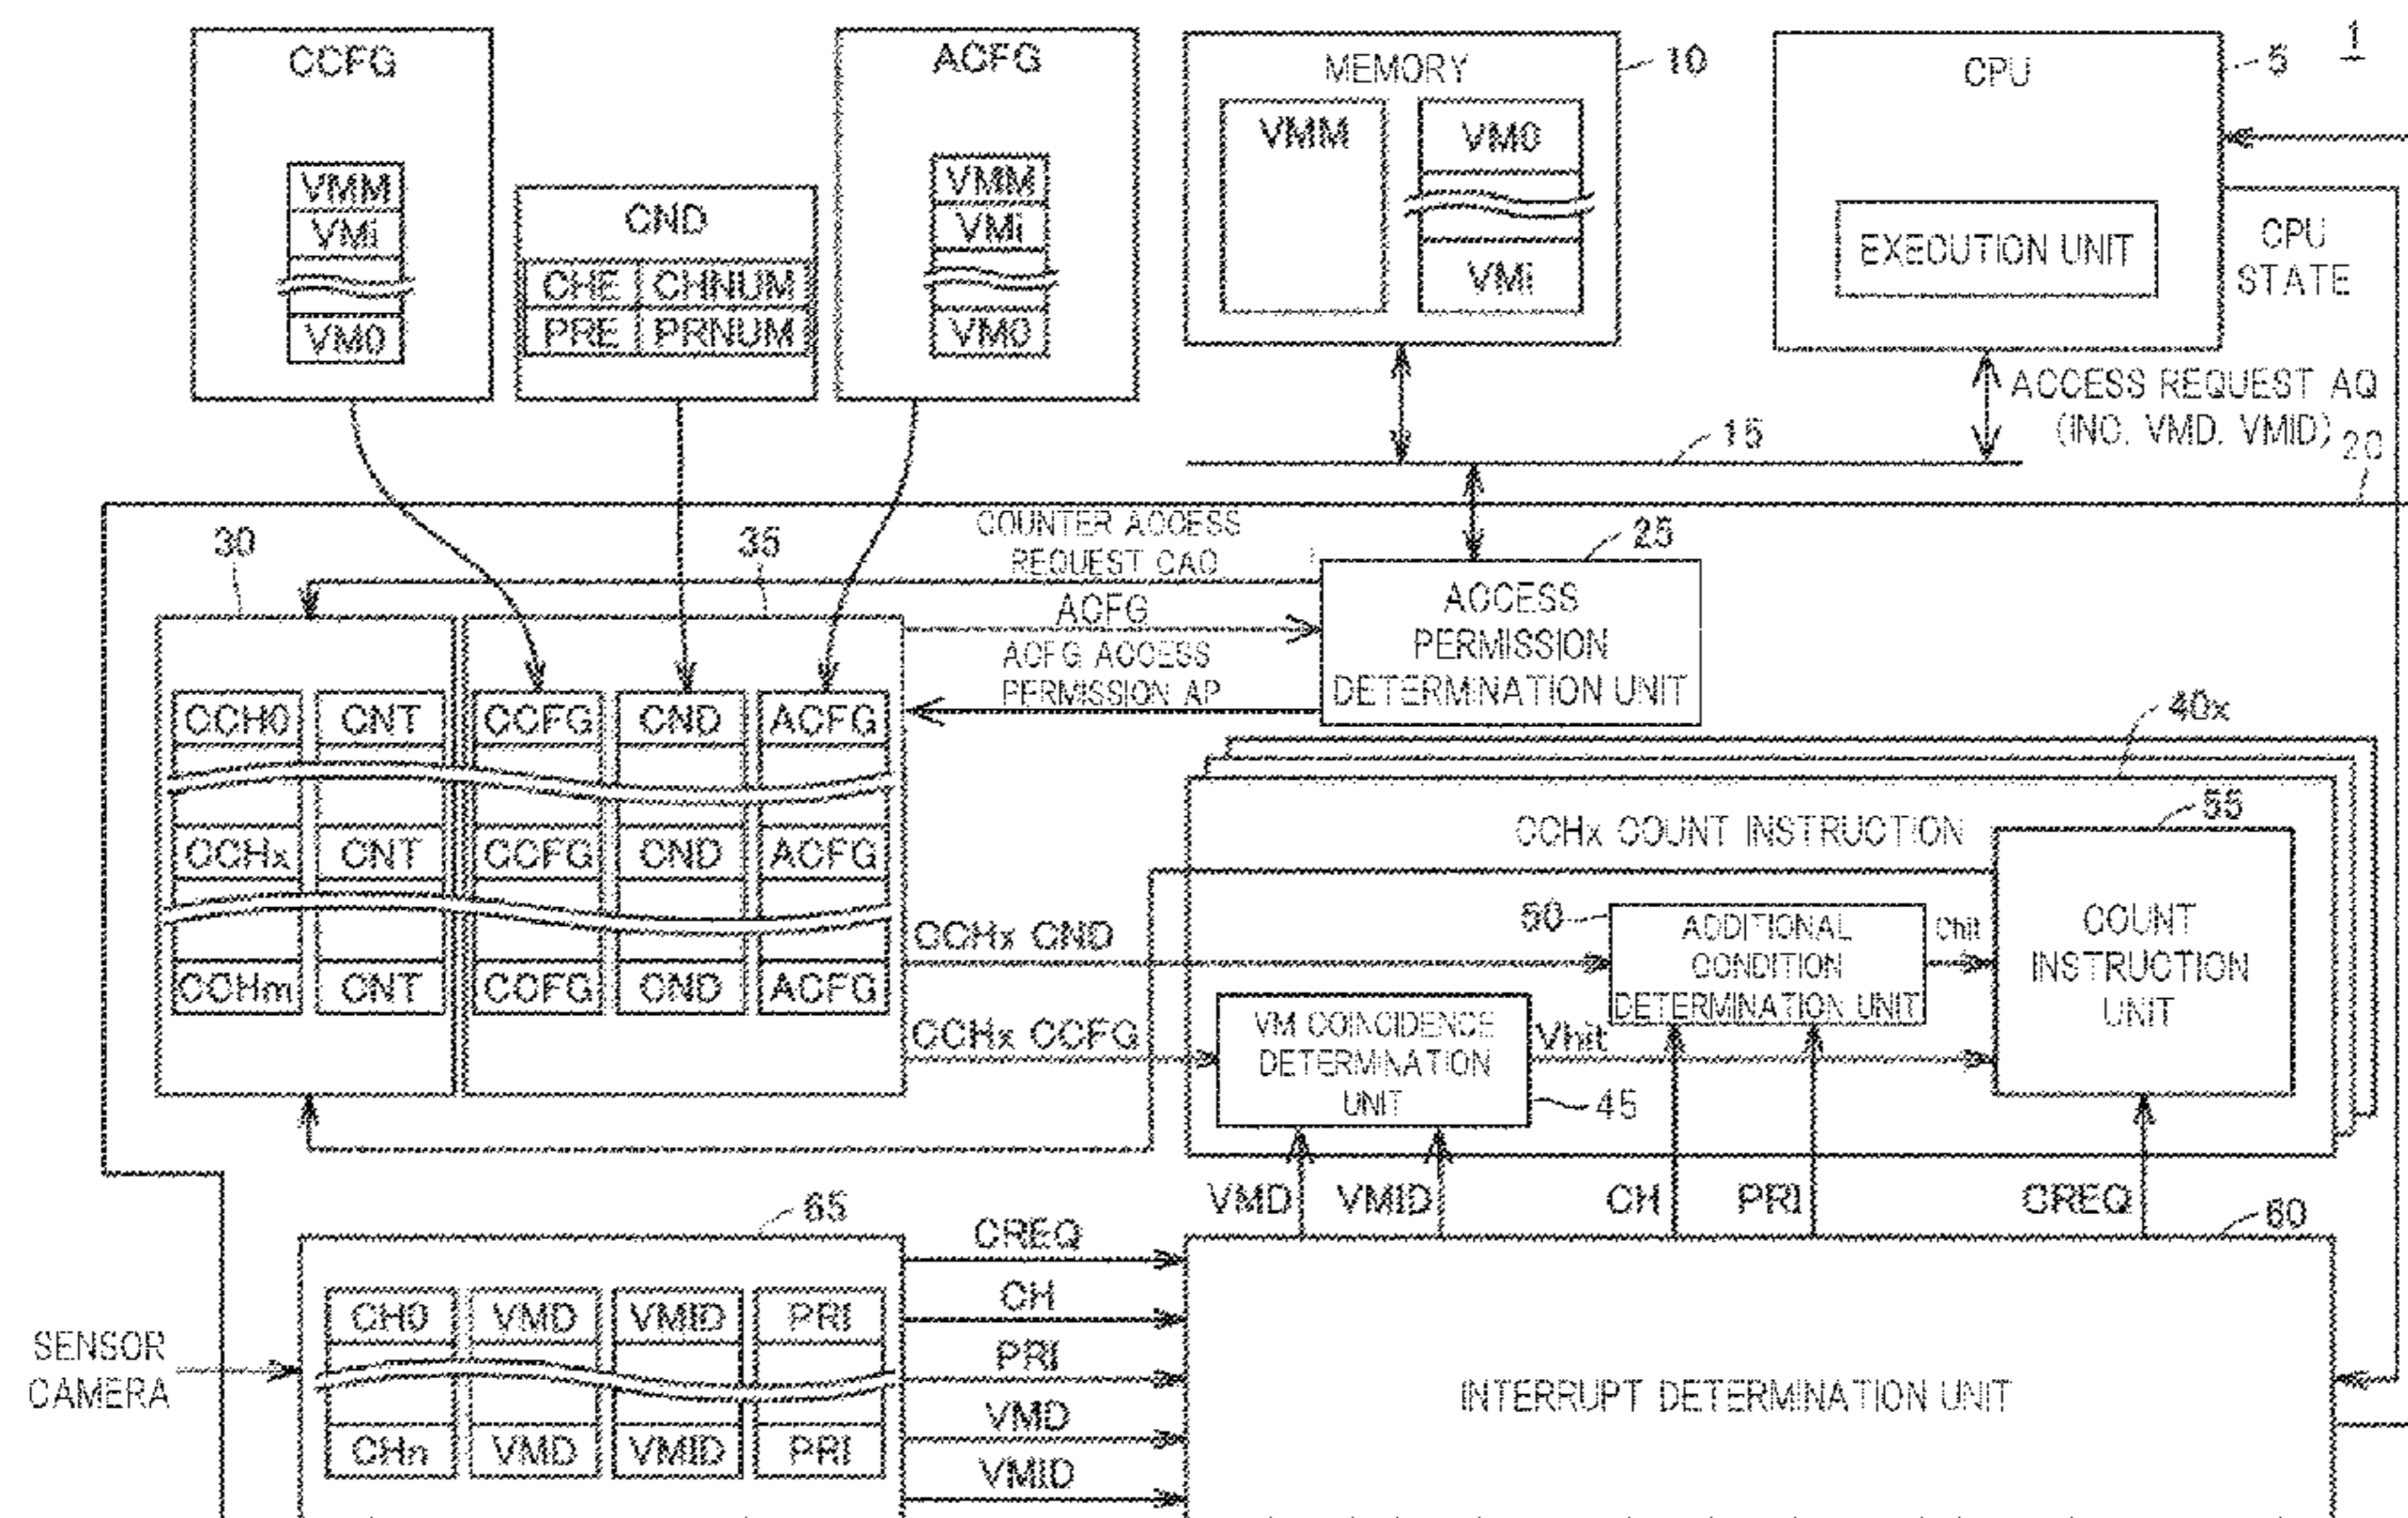 CCFG
VMM
VMi
VM0
CND
CHE CHNUM
PRE PRNUM
ACFG
VMM
VMi
VM0
MEMORY
10
VMM
VM0
VMi
CPU
5
1
EXECUTION UNIT
CPU
STATE
ACCESS REQUEST AQ
(INC. VMD, VMID)
20
15
30
35
COUNTER ACCESS
REQUEST CAQ
25
ACFG
ACFG ACCESS
PERMISSION AP
ACCESS
PERMISSION
DETERMINATION UNIT
CCH0 CNT CCFG CND ACFG
CCHx CNT CCFG CND ACFG
CCHm CNT CCFG CND ACFG
40x
CCHx COUNT INSTRUCTION
55
CCHx CND
50
ADDITIONAL
CONDITION
DETERMINATION UNIT
Chit
COUNT
INSTRUCTION
UNIT
CCHx CCFG
VM COINCIDENCE
DETERMINATION
UNIT
Vhit
45
VMD VMID CH PRI CREQ
65
60
CREQ
CH
PRI
VMD
VMID
SENSOR
CAMERA
CH0 VMD VMID PRI
CHn VMD VMID PRI
INTERRUPT DETERMINATION UNIT